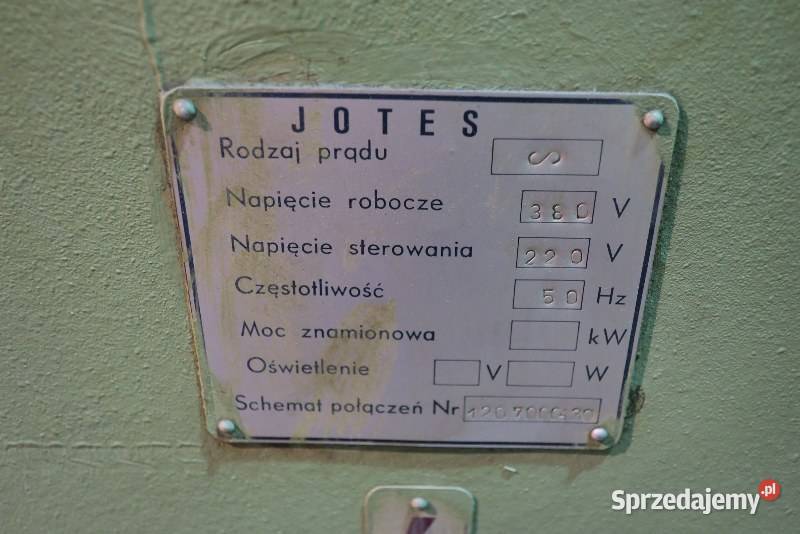 JOTES
Rodzaj prądu ∽
Napięcie robocze 380 V
Napięcie sterowania 220 V
Częstotliwość 50 Hz
Moc znamionowa kW
Oświetlenie V W
Schemat połączeń Nr
Sprzedajemy.pl